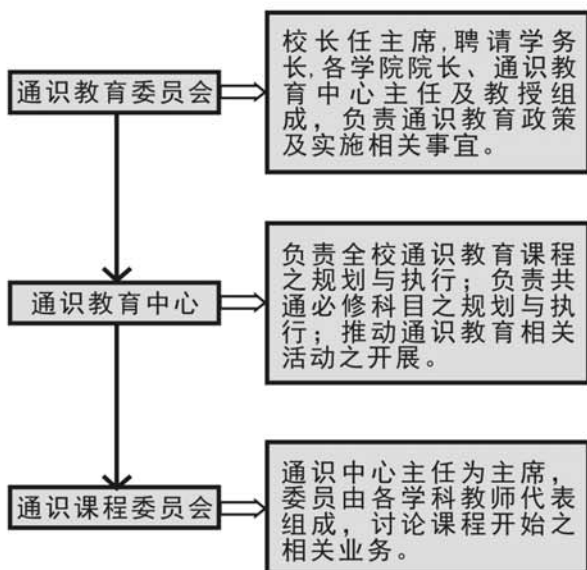 通识教育委员会
校长任主席,聘请学务
长,各学院院长、通识教
育中心主任及教授组
成，负责通识教育政策
及实施相关事宜。
通识教育中心
负责全校通识教育课程
之规划与执行；负责共
通必修科目之规划与执
行；推动通识教育相关
活动之开展。
通识课程委员会
通识中心主任为主席，
委员由各学科教师代表
组成，讨论课程开始之
相关业务。